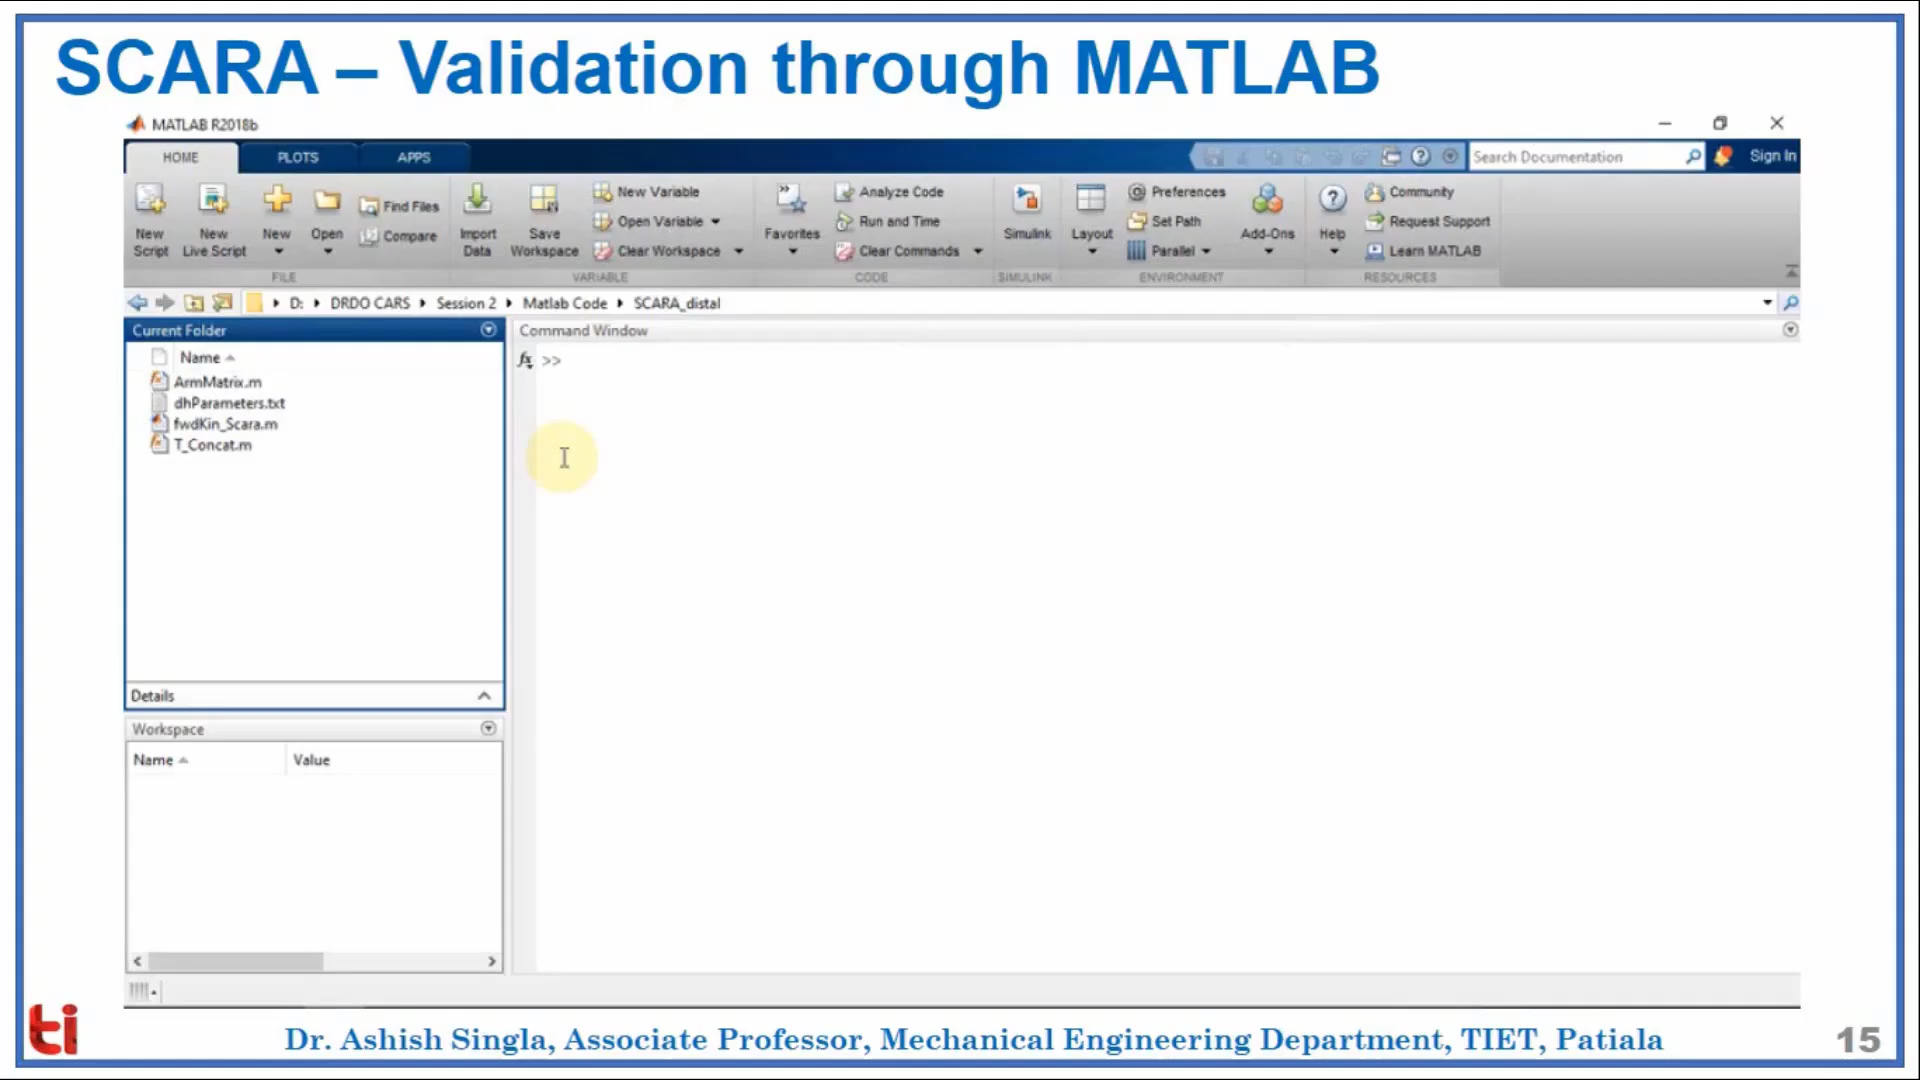 SCARA – Validation through MATLAB
MATLAB R2018b
HOME PLOTS APPS
Search Documentation
Sign In
New Script
New Live Script
New
Open
Find Files
Compare
Import Data
Save Workspace
New Variable
Open Variable
Clear Workspace
Favorites
Analyze Code
Run and Time
Clear Commands
Simulink
Layout
Preferences
Set Path
Parallel
Add-Ons
Help
Community
Request Support
Learn MATLAB
FILE VARIABLE CODE SIMULINK ENVIRONMENT RESOURCES
D: DRDO CARS Session 2 Matlab Code SCARA_distal
Current Folder
Name
ArmMatrix.m
dhParameters.txt
fwdKin_Scara.m
T_Concat.m
Details
Workspace
Name Value
Command Window
fx >>
ti
Dr. Ashish Singla, Associate Professor, Mechanical Engineering Department, TIET, Patiala
15